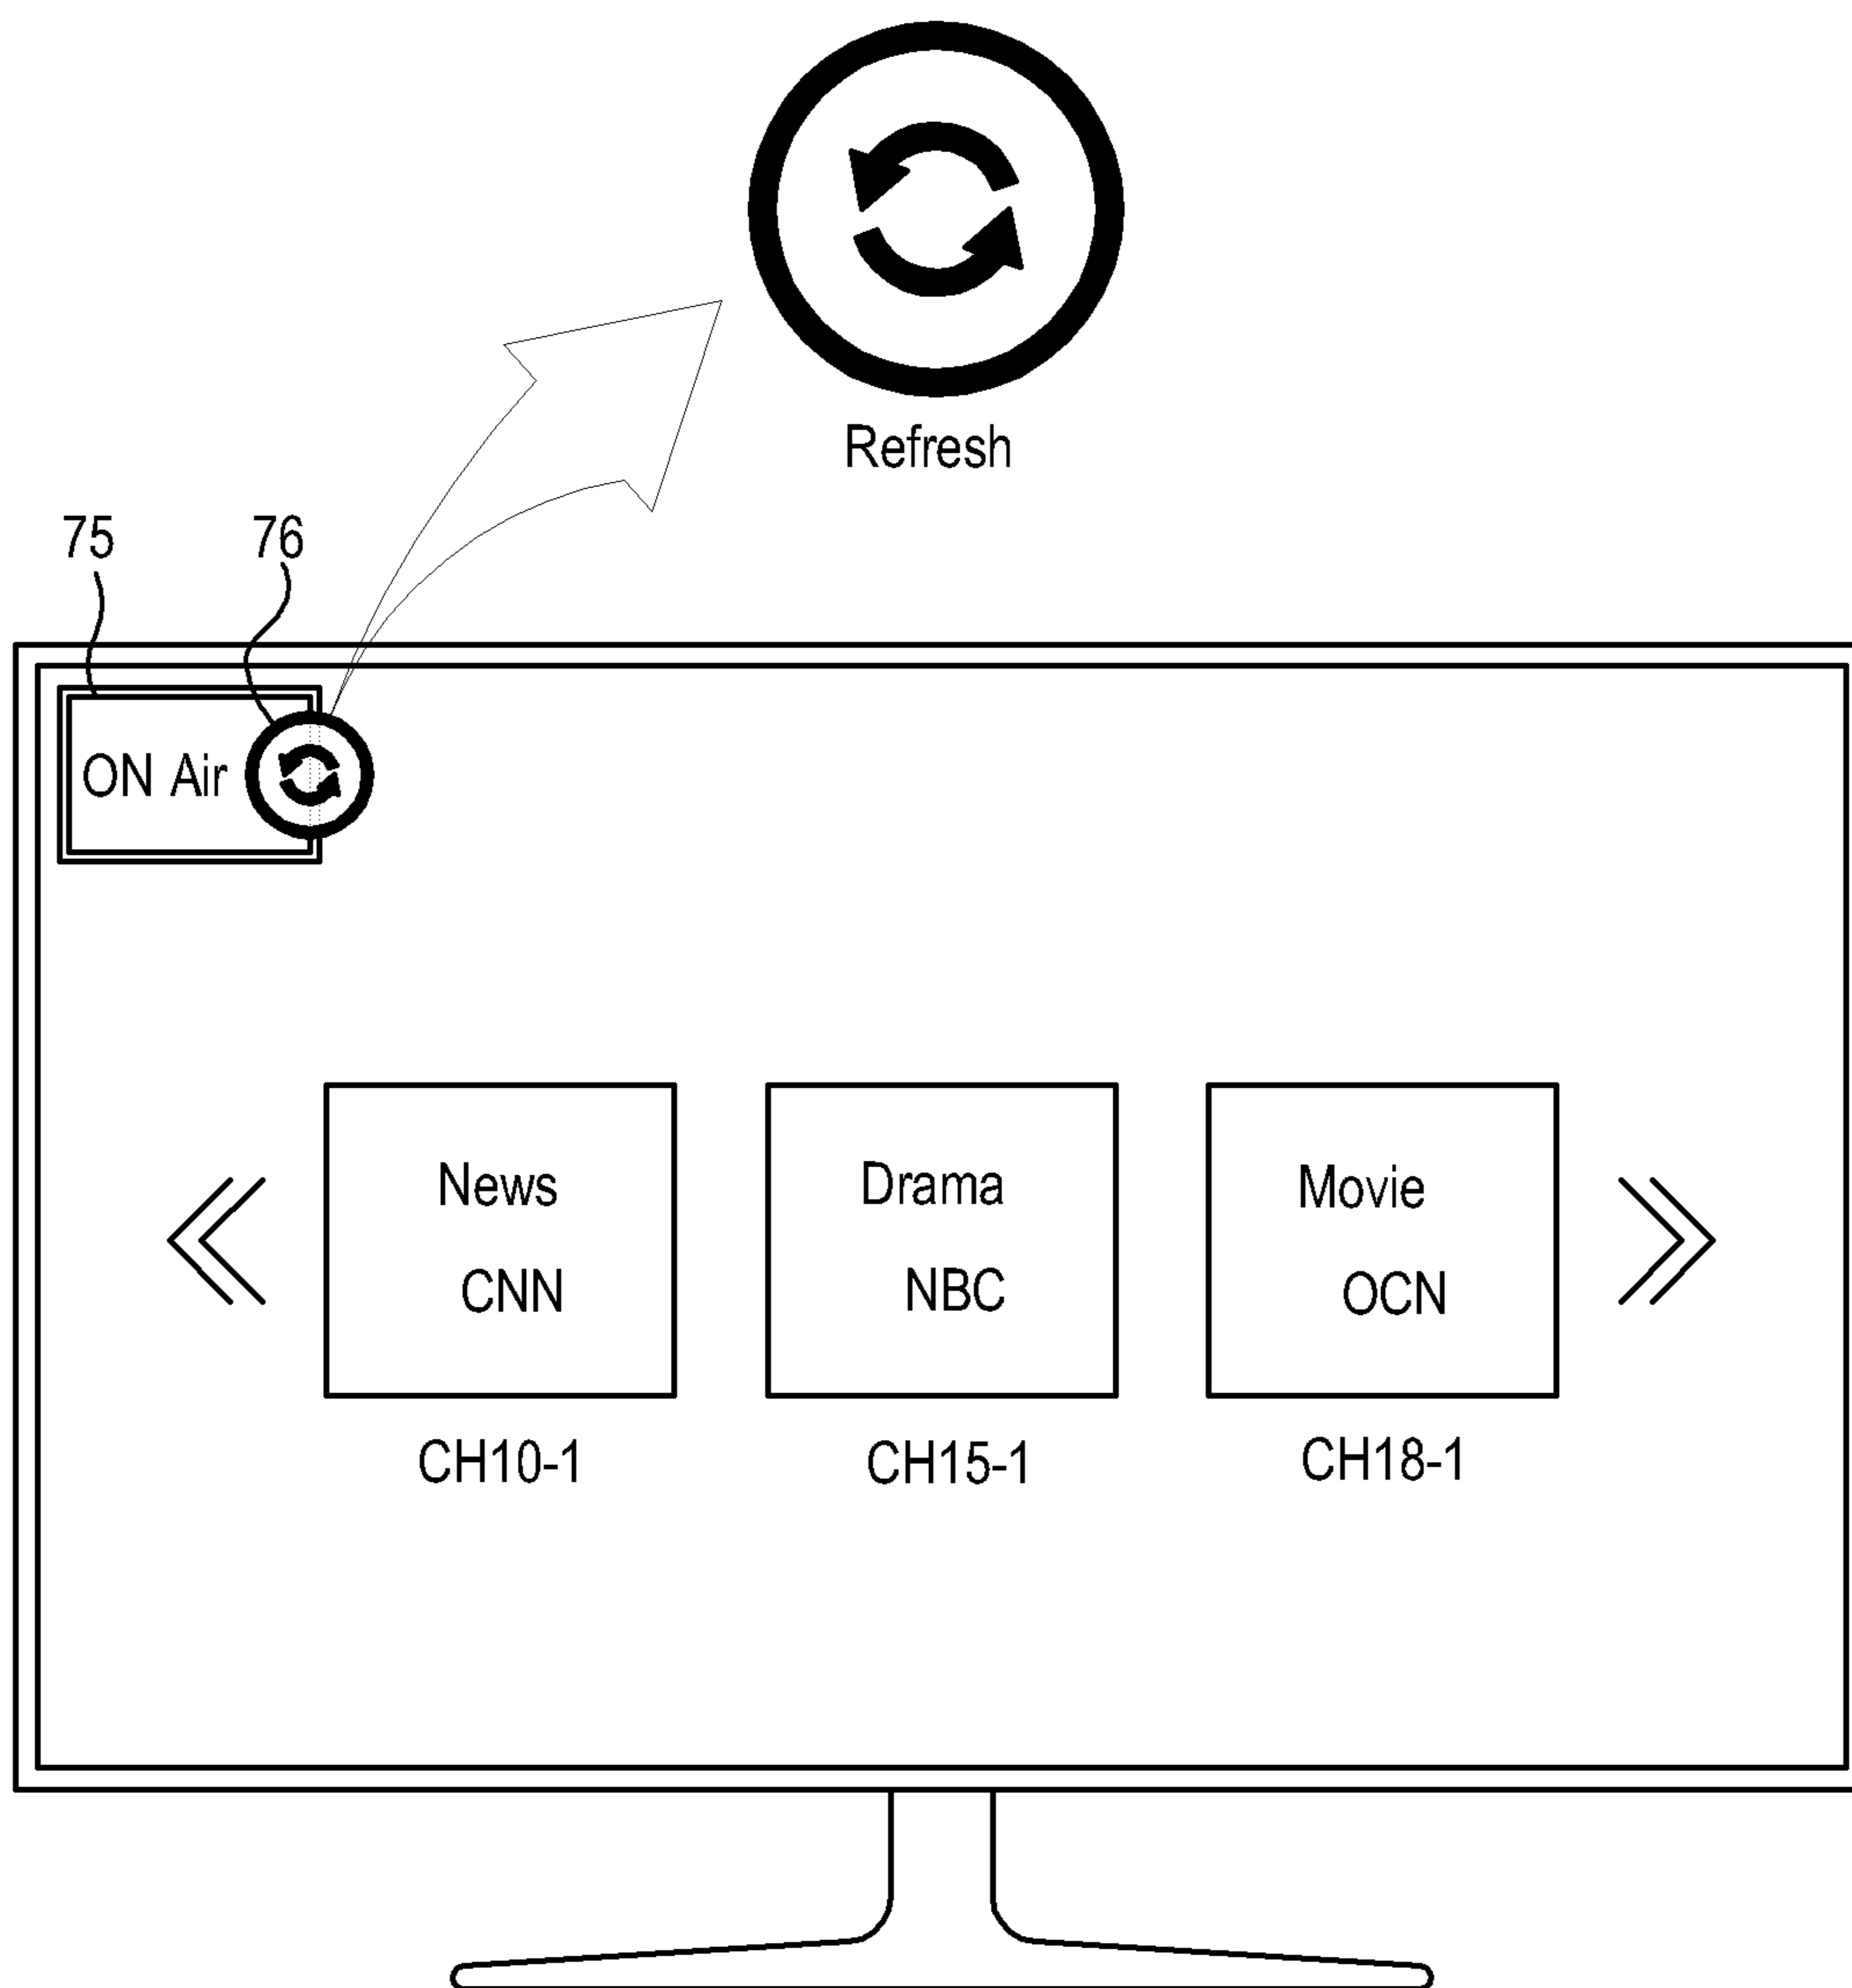 Refresh
75 76
ON Air
News Drama Movie
CNN NBC OCN
CH10-1 CH15-1 CH18-1